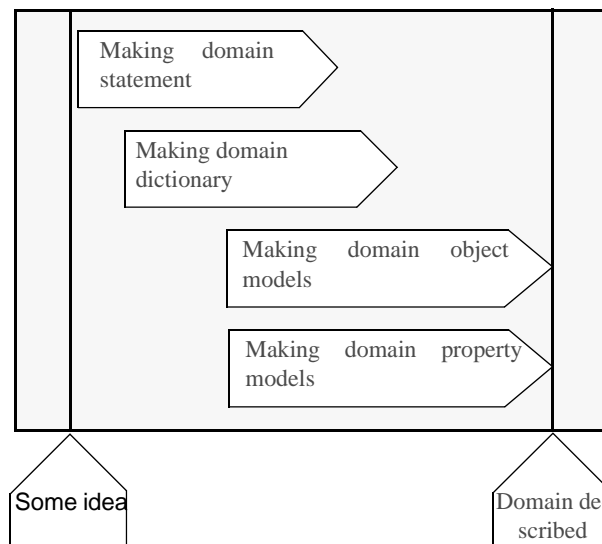 Making domain
statement
Making domain
dictionary
Making domain object
models
Making domain property
models
Some idea
Domain de
scribed